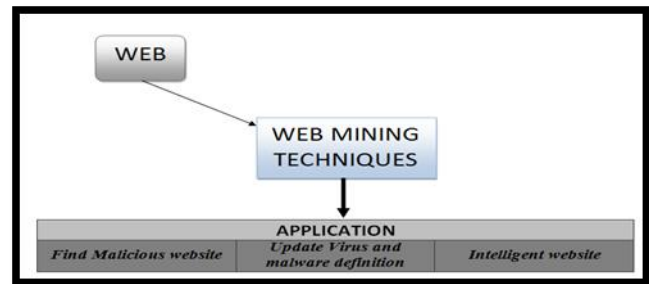 WEB
WEB MINING
TECHNIQUES
APPLICATION
Find Malicious website
Update Virus and
malware definition
Intelligent website